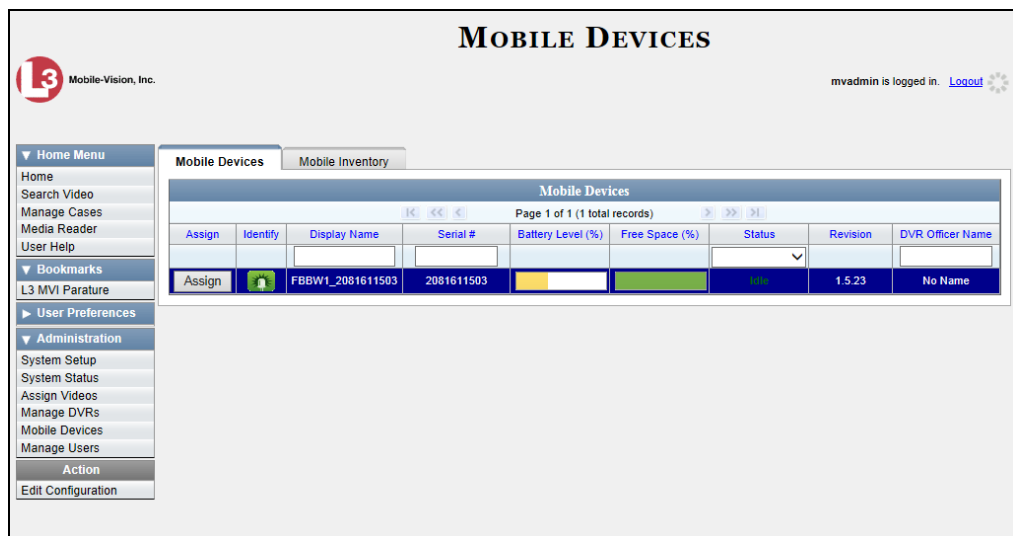 MOBILE DEVICES
L3 Mobile-Vision, Inc.
mvadmin is logged in. Logout
▼ Home Menu
Home
Search Video
Manage Cases
Media Reader
User Help
▼ Bookmarks
L3 MVI Parature
▶ User Preferences
▼ Administration
System Setup
System Status
Assign Videos
Manage DVRs
Mobile Devices
Manage Users
Action
Edit Configuration
Mobile Devices Mobile Inventory
Mobile Devices
|< << < Page 1 of 1 (1 total records) > >> >|
Assign Identify Display Name Serial # Battery Level (%) Free Space (%) Status Revision DVR Officer Name
Assign FBBW1_2081611503 2081611503 Idle 1.5.23 No Name